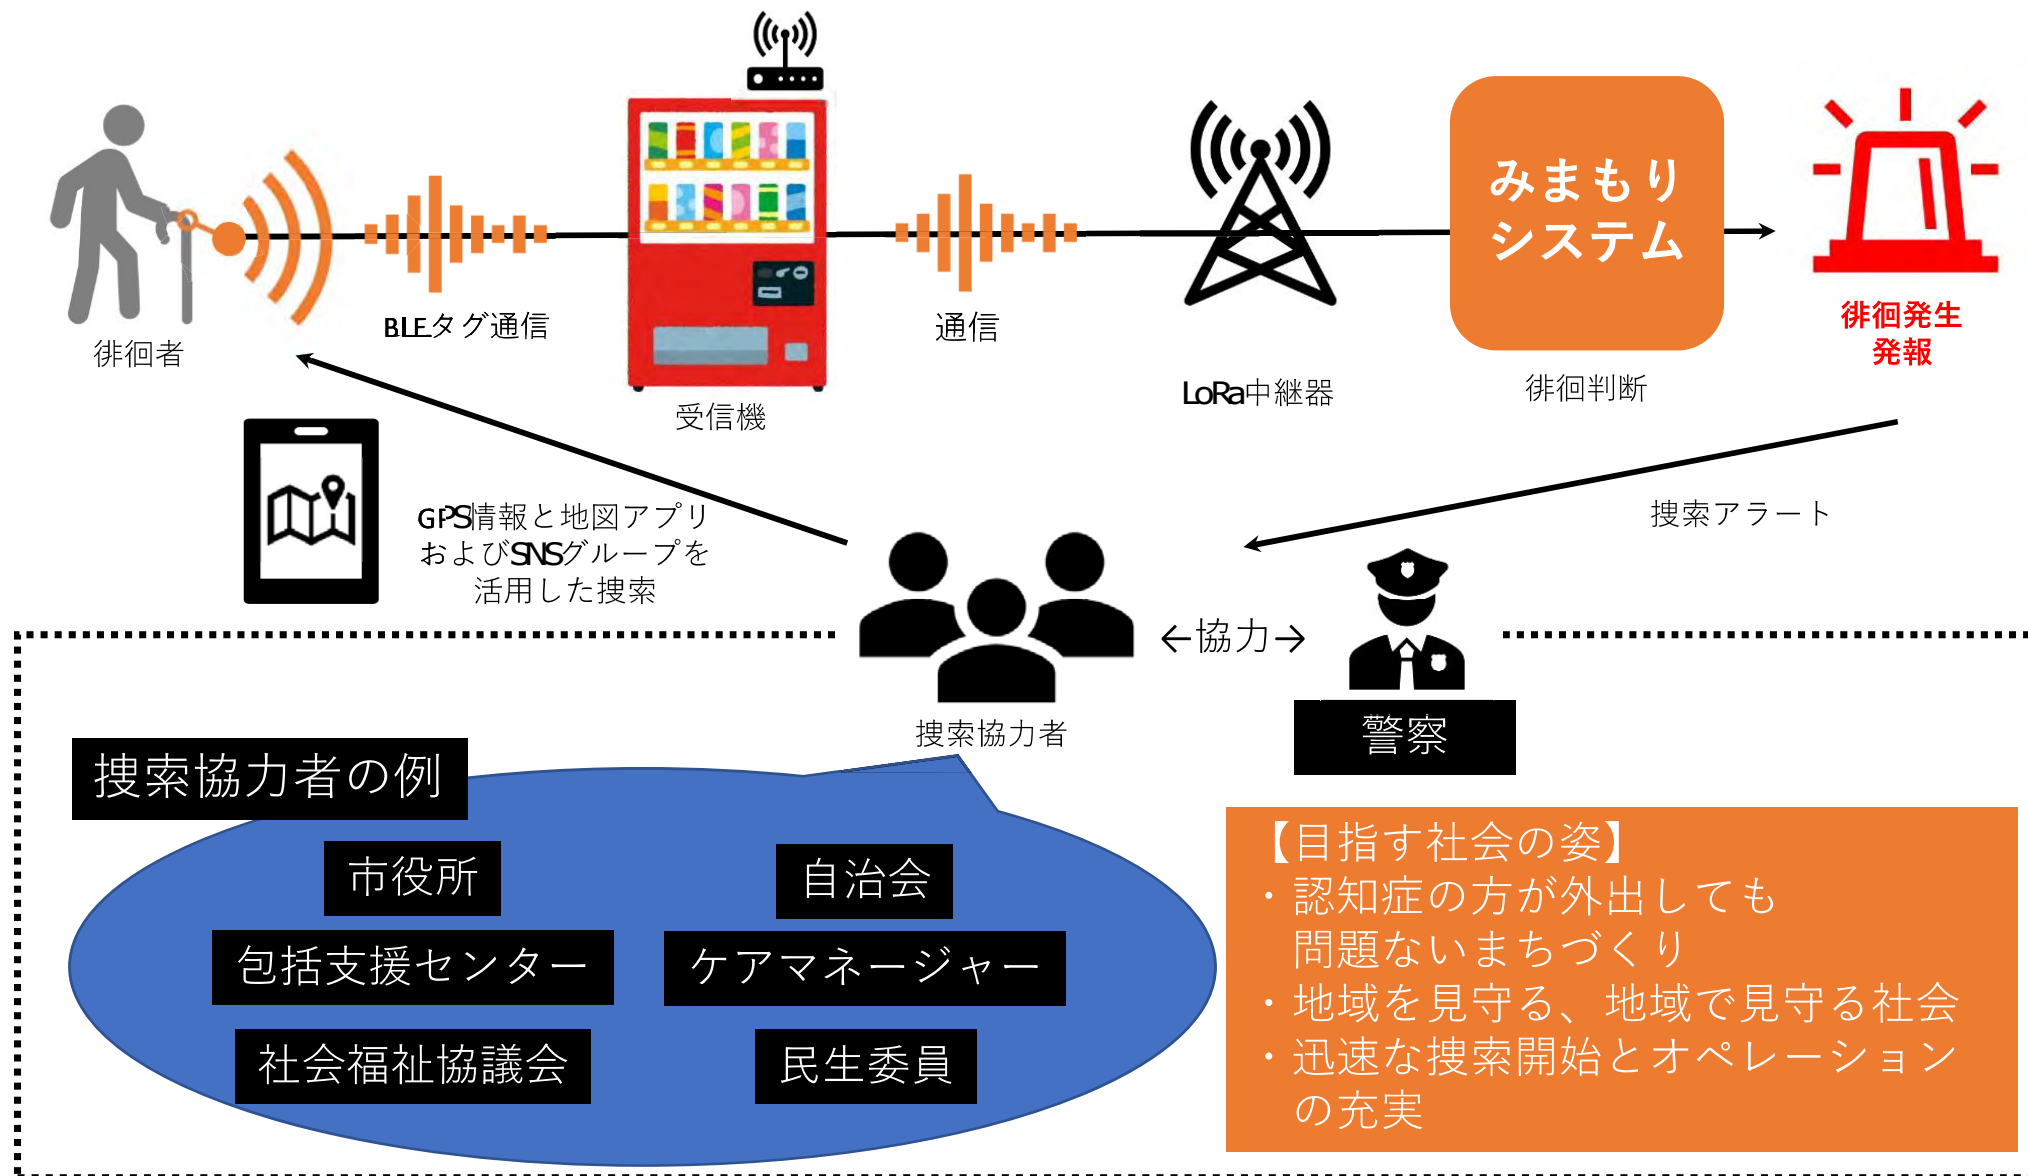 みまもり
システム
徘徊発生
発報
BLEタグ通信
通信
徘徊者
受信機
LoRa中継器
徘徊判断
捜索アラート
GPS情報と地図アプリ
およびSNSグループを
活用した捜索
←協力→
捜索協力者
警察
捜索協力者の例
市役所
自治会
包括支援センター
ケアマネージャー
社会福祉協議会
民生委員
【目指す社会の姿】
・認知症の方が外出しても
問題ないまちづくり
・地域を見守る、地域で見守る社会
・迅速な捜索開始とオペレーション
の充実